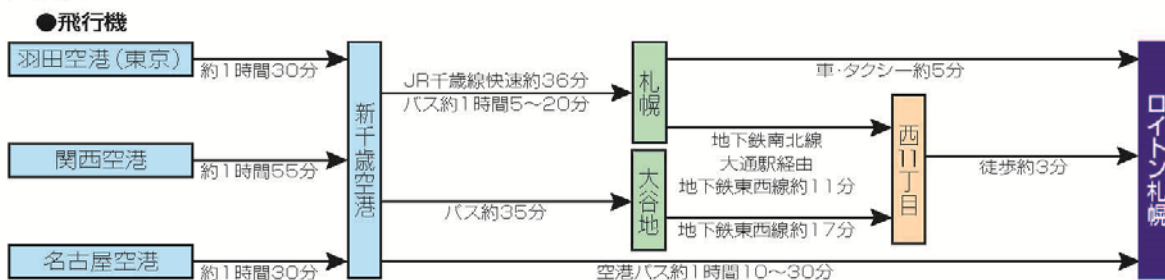 ●飛行機
羽田空港(東京)
約1時間30分
関西空港
約1時間55分
名古屋空港
約1時間30分
新千歳空港
JR千歳線快速約36分
バス約1時間5～20分
バス約35分
空港バス約1時間10～30分
札幌
大谷地
車・タクシー約5分
地下鉄南北線
大通駅経由
地下鉄東西線約11分
地下鉄東西線約17分
西11丁目
徒歩約3分
ロイトン札幌